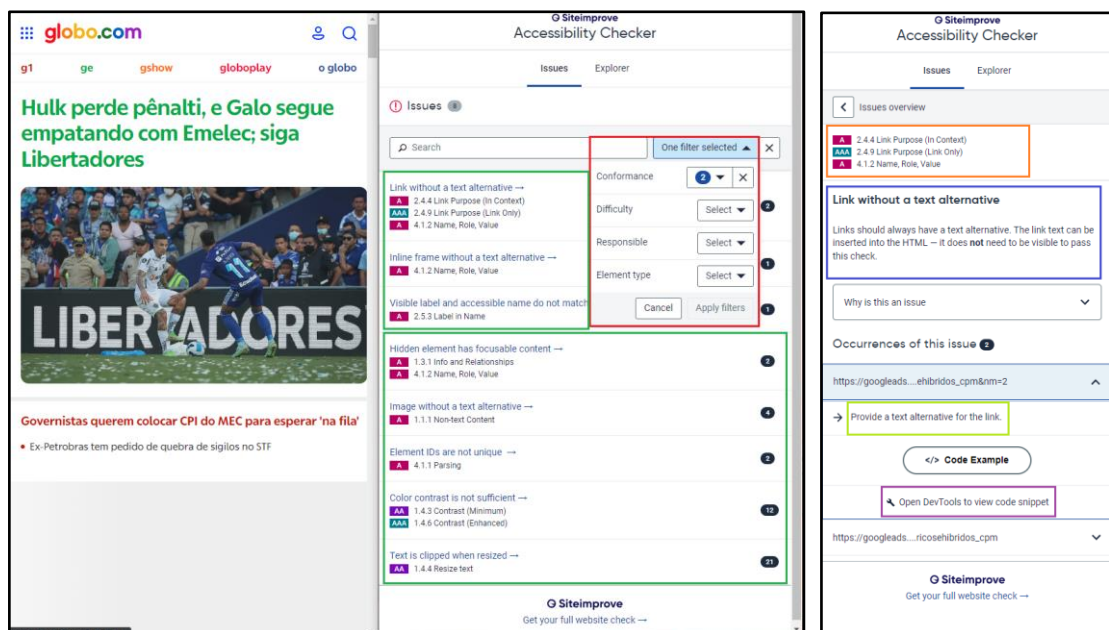 globo.com
g1 ge gshow globoplay o globo
Hulk perde pênalti, e Galo segue
empatando com Emelec; siga
Libertadores
LIBERTADORES
Governistas querem colocar CPI do MEC para esperar 'na fila'
• Ex-Petrobras tem pedido de quebra de sigilos no STF
Siteimprove
Accessibility Checker
Issues Explorer
Issues 8
Search
One filter selected
Conformance 2
Difficulty Select
Responsible Select
Element type Select
Cancel Apply filters
Link without a text alternative → 2
A 2.4.4 Link Purpose (In Context)
AAA 2.4.9 Link Purpose (Link Only)
A 4.1.2 Name, Role, Value
Inline frame without a text alternative → 1
A 4.1.2 Name, Role, Value
Visible label and accessible name do not match 1
A 2.5.3 Label in Name
Hidden element has focusable content → 2
A 1.3.1 Info and Relationships
A 4.1.2 Name, Role, Value
Image without a text alternative → 4
A 1.1.1 Non-text Content
Element IDs are not unique → 2
A 4.1.1 Parsing
Color contrast is not sufficient → 12
AA 1.4.3 Contrast (Minimum)
AAA 1.4.6 Contrast (Enhanced)
Text is clipped when resized → 21
AA 1.4.4 Resize text
Siteimprove
Get your full website check →
Siteimprove
Accessibility Checker
Issues Explorer
Issues overview
A 2.4.4 Link Purpose (In Context)
AAA 2.4.9 Link Purpose (Link Only)
A 4.1.2 Name, Role, Value
Link without a text alternative
Links should always have a text alternative. The link text can be
inserted into the HTML – it does not need to be visible to pass
this check.
Why is this an issue
Occurrences of this issue 2
https://googleads....ehibridos_cpm&nm=2
→ Provide a text alternative for the link.
</> Code Example
Open DevTools to view code snippet
https://googleads....ricosehibridos_cpm
Siteimprove
Get your full website check →